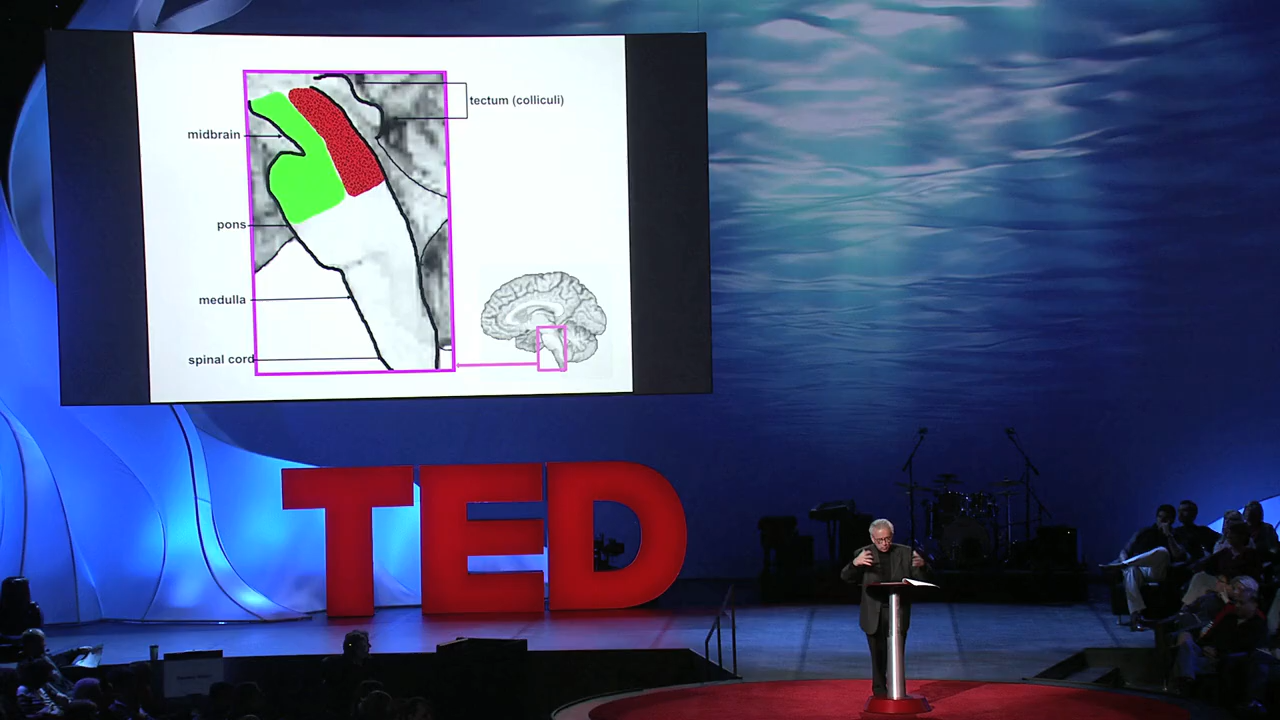 tectum (colliculi)
midbrain
pons
medulla
spinal cord
TED